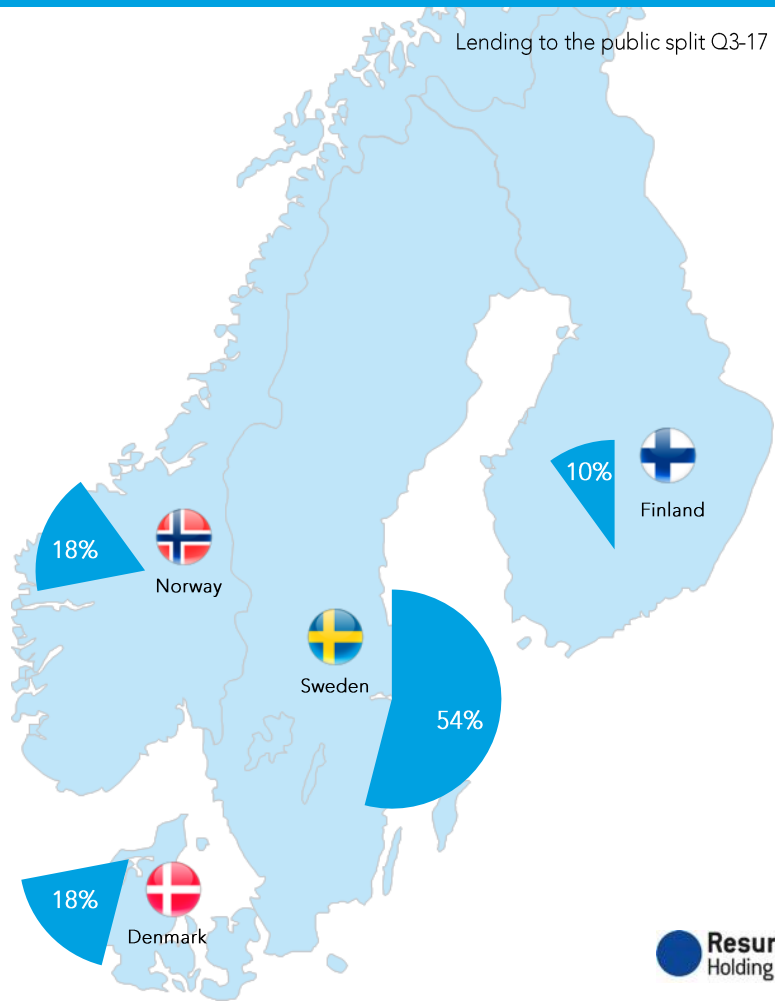 Lending to the public split Q3-17
10%
Finland
18%
Norway
Sweden
54%
18%
Denmark
Resur
Holding